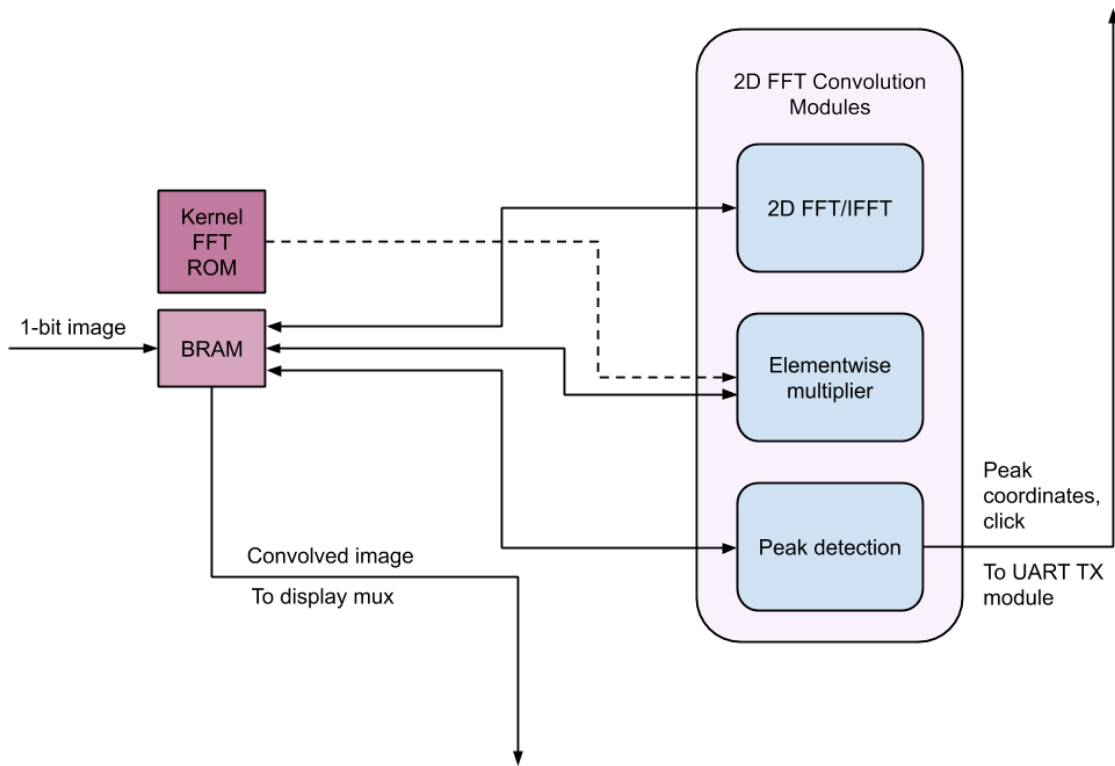 2D FFT Convolution
Modules
2D FFT/IFFT
Kernel
FFT
ROM
1-bit image
BRAM
Elementwise
multiplier
Peak
coordinates,
click
Peak detection
To UART TX
module
Convolved image
To display mux